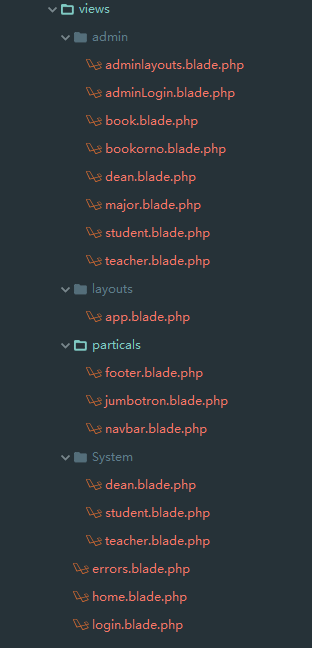 views
admin
adminlayouts.blade.php
adminLogin.blade.php
book.blade.php
bookorno.blade.php
dean.blade.php
major.blade.php
student.blade.php
teacher.blade.php
layouts
app.blade.php
particals
footer.blade.php
jumbotron.blade.php
navbar.blade.php
System
dean.blade.php
student.blade.php
teacher.blade.php
errors.blade.php
home.blade.php
login.blade.php